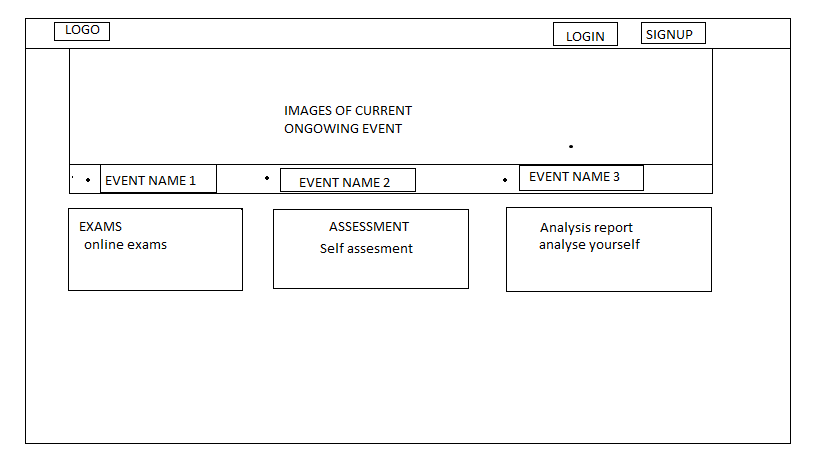 LOGO
LOGIN
SIGNUP
IMAGES OF CURRENT
ONGOWING EVENT
EVENT NAME 1
EVENT NAME 2
EVENT NAME 3
EXAMS
online exams
ASSESSMENT
Self assesment
Analysis report
analyse yourself